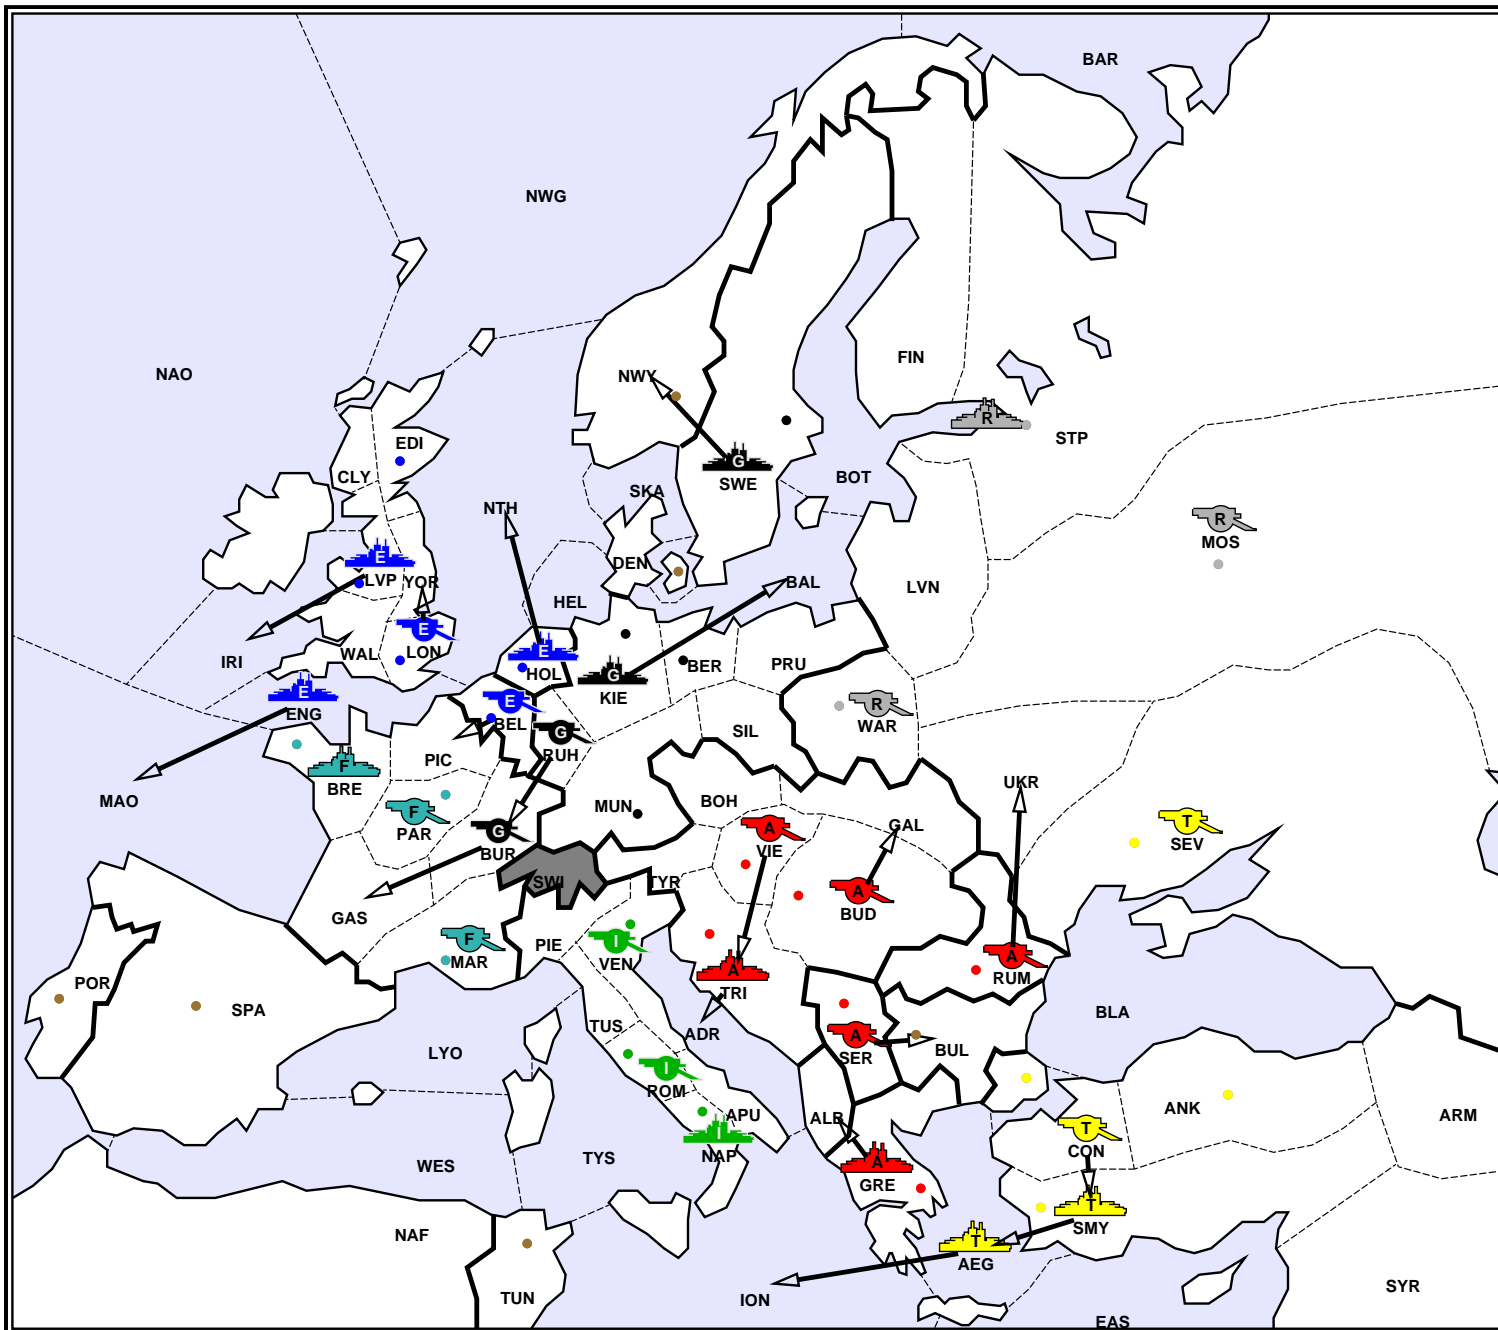 BAR
NWG
NAO
FIN
NWY
R
STP
EDI
CLY
G
SWE
BOT
SKA
NTH
R
MOS
E
LVP
YOR
DEN
BAL
LVN
HEL
E
LON
IRI
WAL
E
HOL
G
KIE
BER
PRU
E
ENG
E
BEL
R
WAR
G
RUH
SIL
PIC
F
BRE
MAO
UKR
MUN
BOH
F
PAR
G
BUR
A
VIE
GAL
T
SEV
SWI
TYR
A
BUD
GAS
F
MAR
PIE
I
VEN
A
RUM
A
TRI
POR
SPA
BLA
TUS
ADR
A
SER
BUL
LYO
I
ROM
APU
ALB
ANK
ARM
T
CON
I
NAP
WES
TYS
A
GRE
T
SMY
NAF
T
AEG
SYR
TUN
ION
EAS